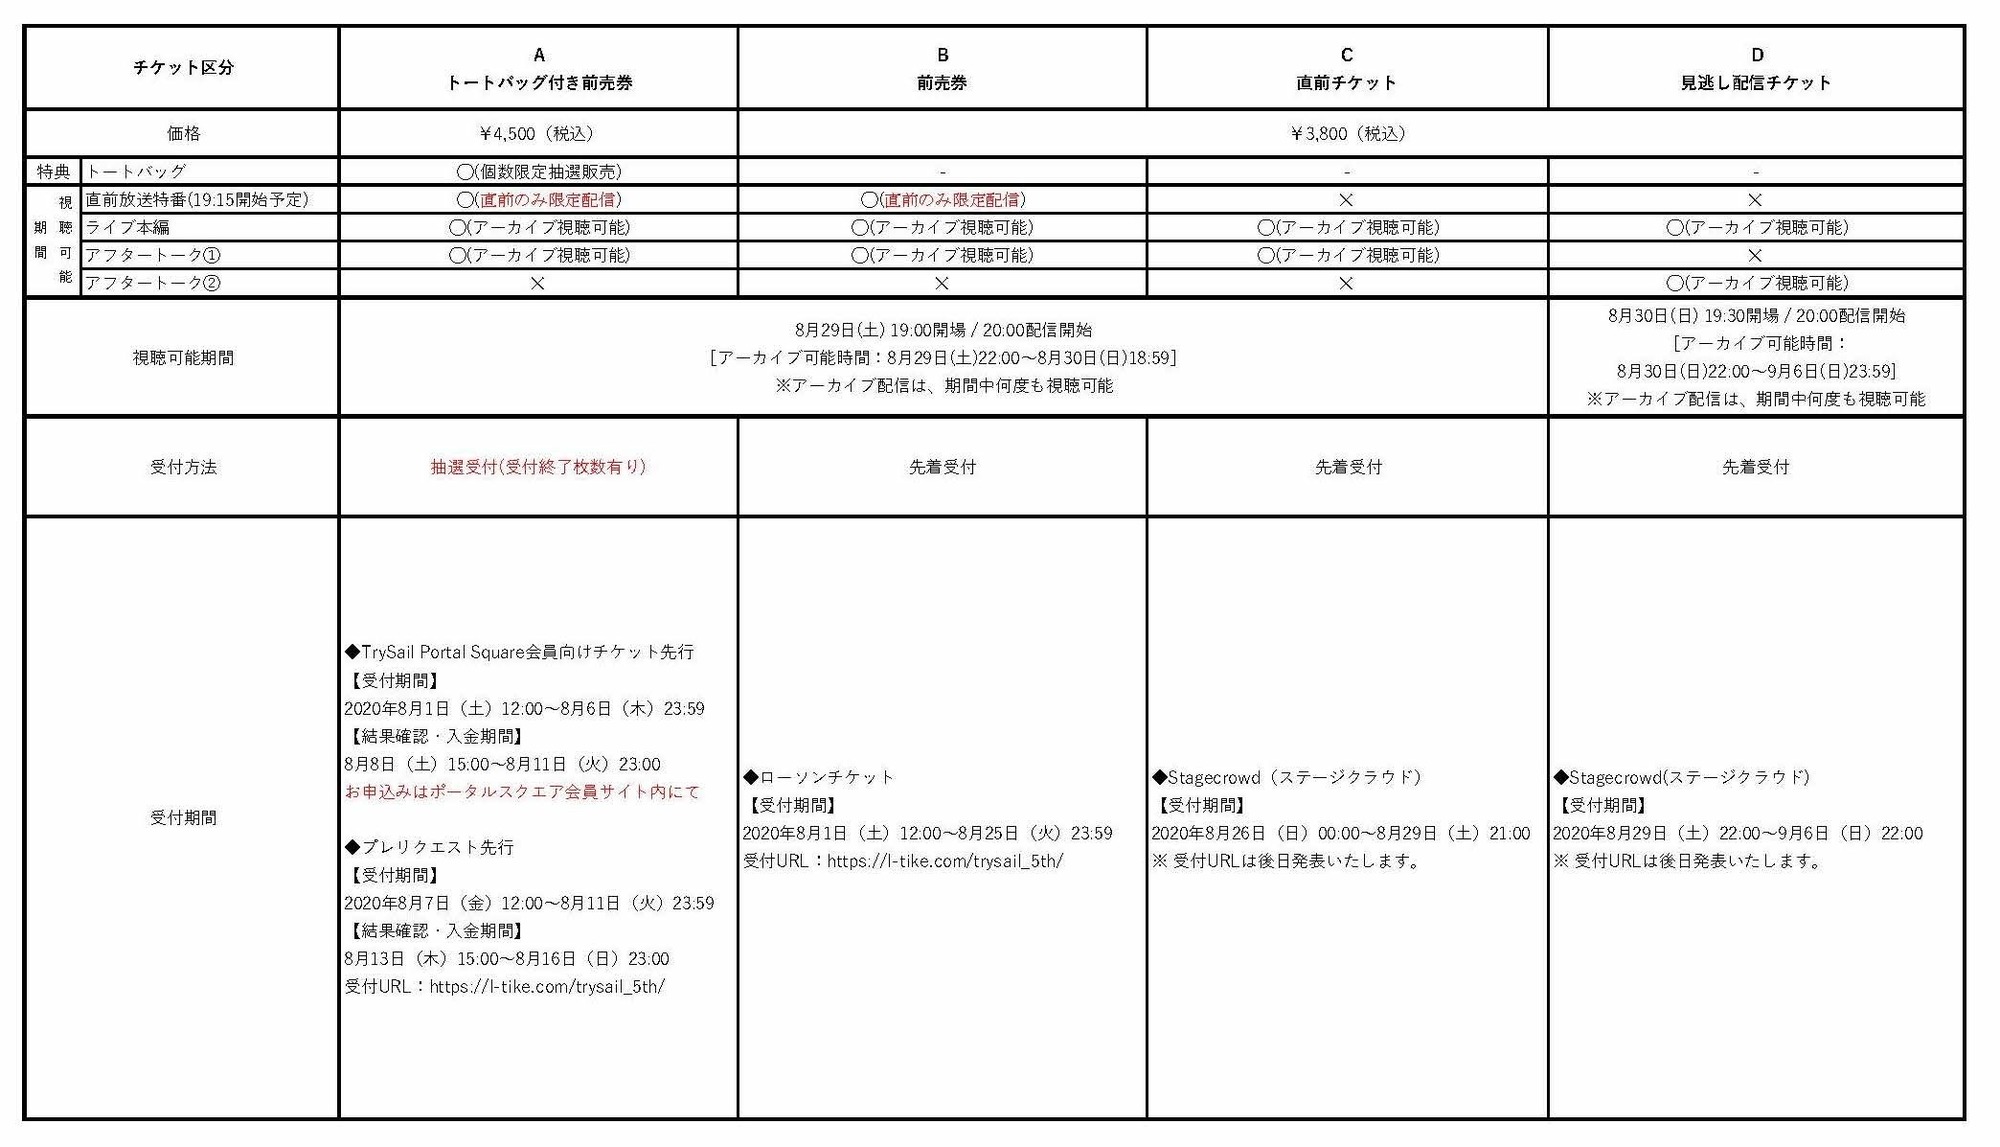 チケット区分
A
トートバッグ付き前売券
B
前売券
C
直前チケット
D
見逃し配信チケット
価格
￥4,500（税込）
￥3,800（税込）
特典
トートバッグ
〇(個数限定抽選販売)
-
-
-
視聴可能
期間
直前放送特番(19:15開始予定)
〇(直前のみ限定配信)
〇(直前のみ限定配信)
×
×
ライブ本編
〇(アーカイブ視聴可能)
〇(アーカイブ視聴可能)
〇(アーカイブ視聴可能)
〇(アーカイブ視聴可能)
アフタートーク①
〇(アーカイブ視聴可能)
〇(アーカイブ視聴可能)
〇(アーカイブ視聴可能)
×
アフタートーク②
×
×
×
〇(アーカイブ視聴可能)
視聴可能期間
8月29日(土) 19:00開場 / 20:00配信開始
[アーカイブ可能時間：8月29日(土)22:00～8月30日(日)18:59]
※アーカイブ配信は、期間中何度も視聴可能
8月30日(日) 19:30開場 / 20:00配信開始
[アーカイブ可能時間：
8月30日(日)22:00～9月6日(日)23:59]
※アーカイブ配信は、期間中何度も視聴可能
受付方法
抽選受付(受付終了枚数有り)
先着受付
先着受付
先着受付
受付期間
◆TrySail Portal Square会員向けチケット先行
【受付期間】
2020年8月1日（土）12:00～8月6日（木）23:59
【結果確認・入金期間】
8月8日（土）15:00～8月11日（火）23:00
お申込みはポータルスクエア会員サイト内にて
◆プレリクエスト先行
【受付期間】
2020年8月7日（金）12:00～8月11日（火）23:59
【結果確認・入金期間】
8月13日（木）15:00～8月16日（日）23:00
受付URL：https://l-tike.com/trysail_5th/
◆ローソンチケット
【受付期間】
2020年8月1日（土）12:00～8月25日（火）23:59
受付URL：https://l-tike.com/trysail_5th/
◆Stagecrowd（ステージクラウド）
【受付期間】
2020年8月26日（日）00:00～8月29日（土）21:00
※ 受付URLは後日発表いたします。
◆Stagecrowd(ステージクラウド)
【受付期間】
2020年8月29日（土）22:00～9月6日（日）22:00
※ 受付URLは後日発表いたします。